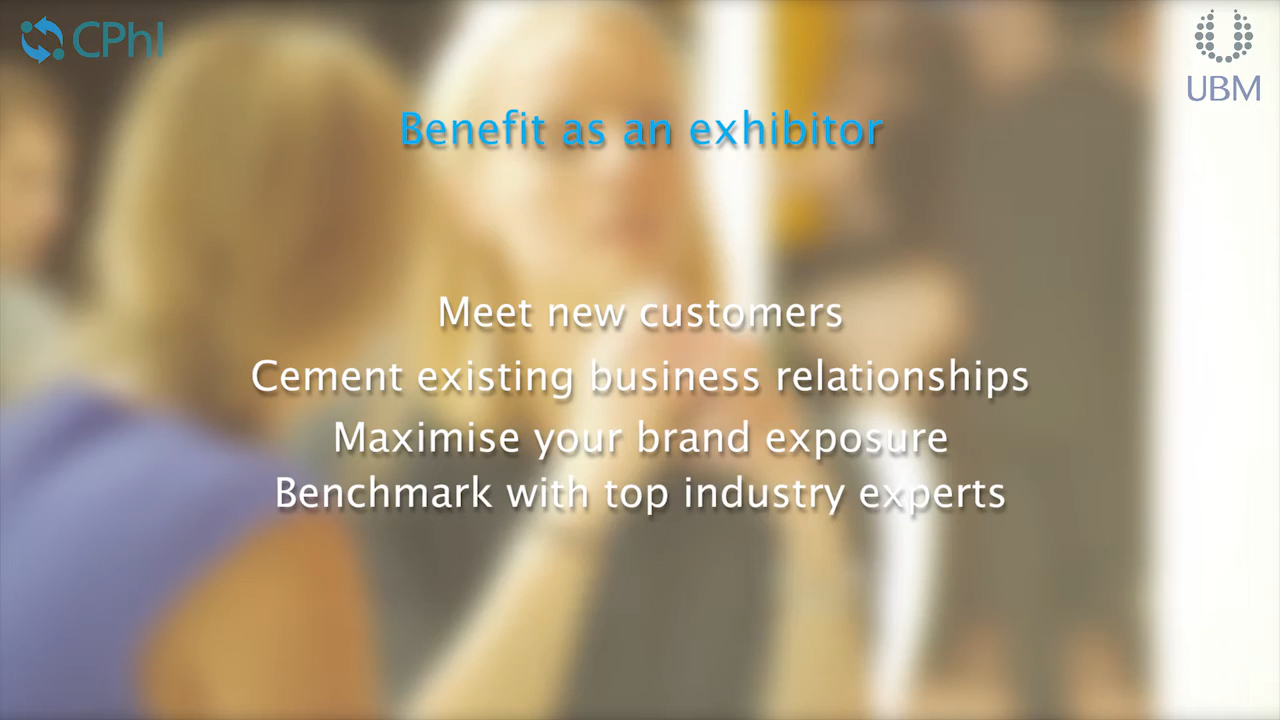 CPhI
UBM
Benefit as an exhibitor
Meet new customers
Cement existing business relationships
Maximise your brand exposure
Benchmark with top industry experts